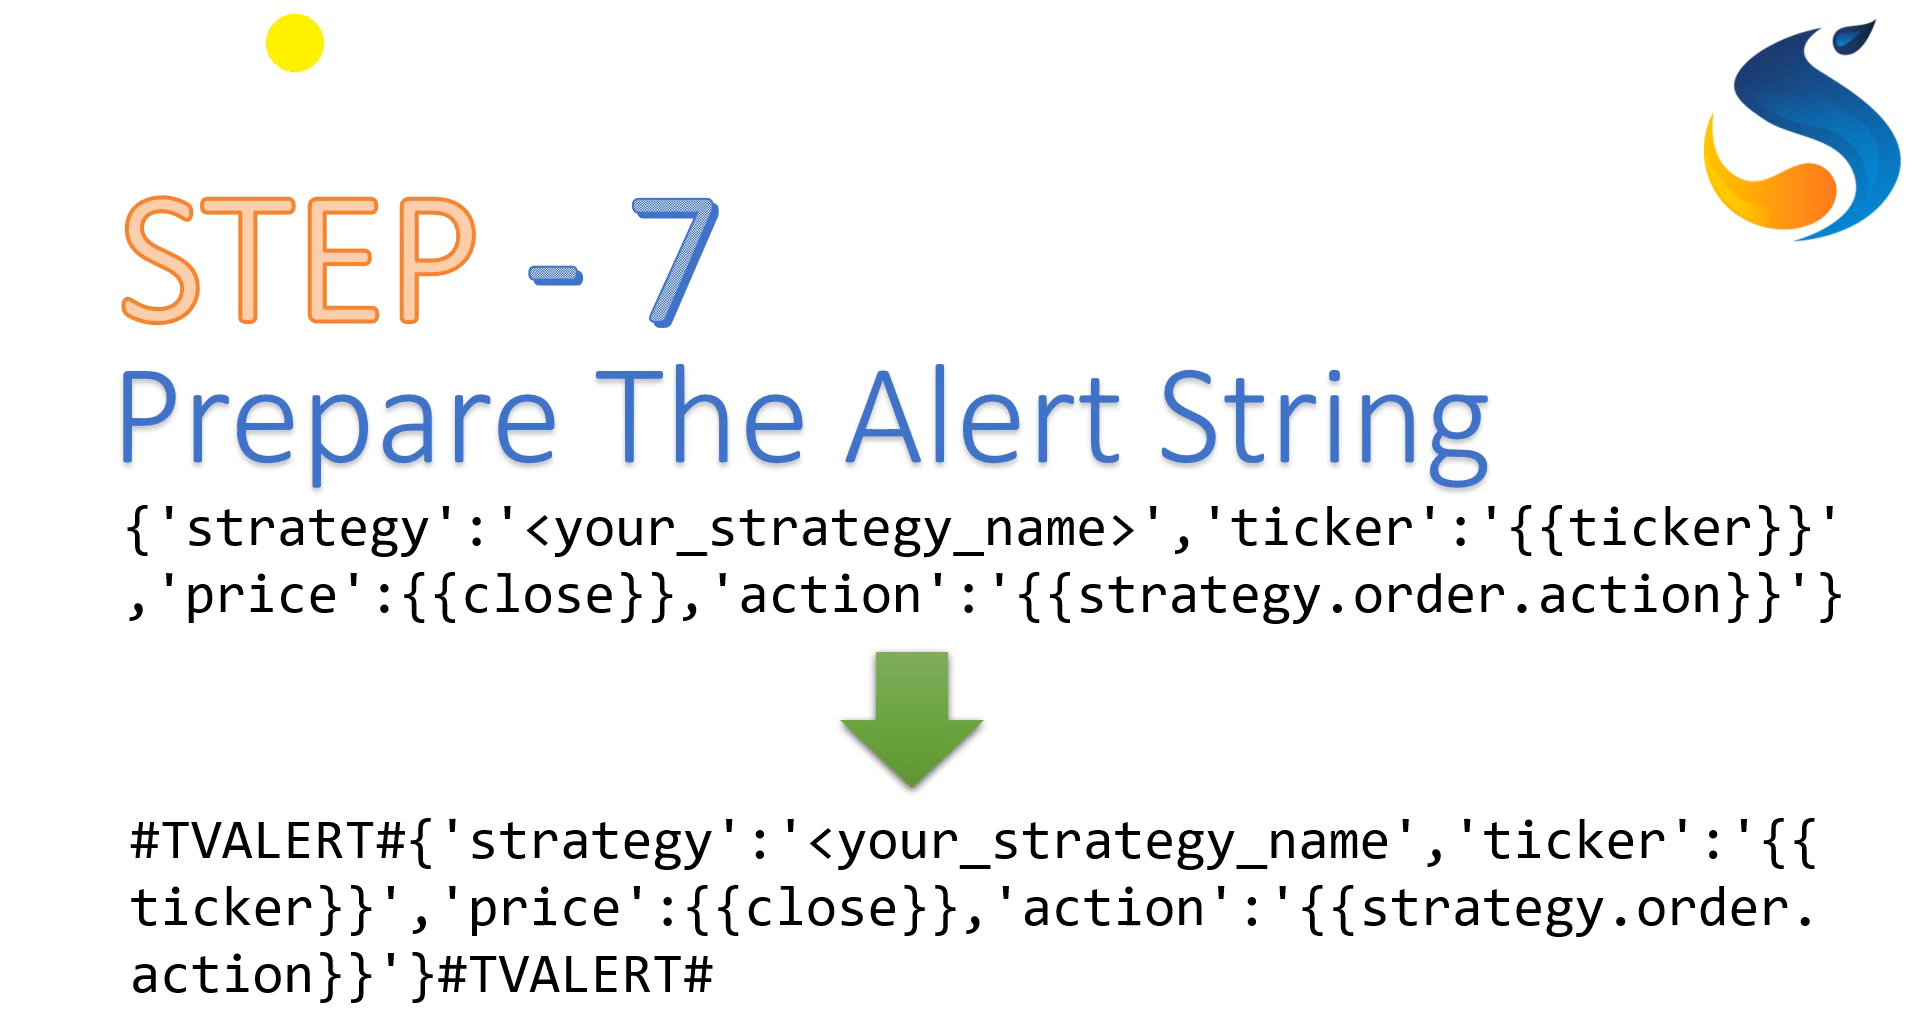 STEP - 7
Prepare The Alert String
{'strategy':'<your_strategy_name>','ticker':'{{ticker}}'
,'price':{{close}},'action':'{{strategy.order.action}}'}
#TVALERT#{'strategy':'<your_strategy_name','ticker':'{{
ticker}}','price':{{close}},'action':'{{strategy.order.
action}}'}#TVALERT#